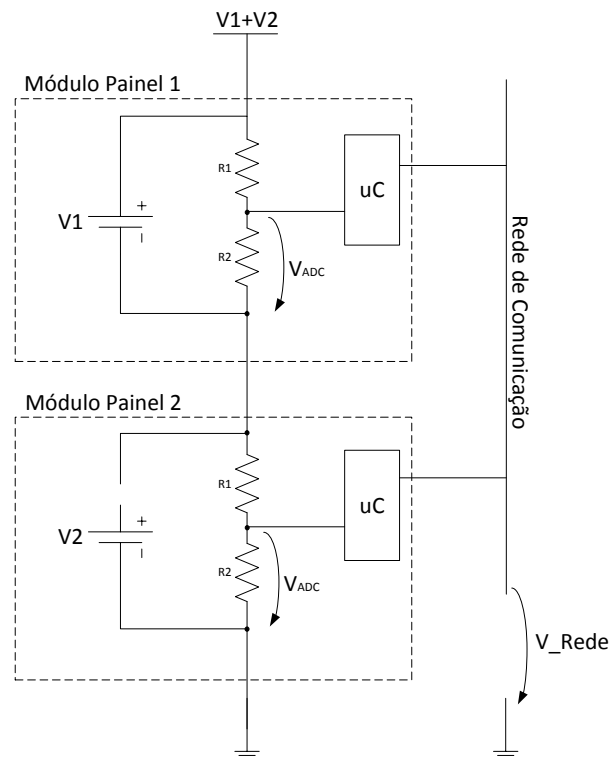 V1+V2
Módulo Painel 1
R1
uC
+
V1
-
R2
VADC
Rede de Comunicação
Módulo Painel 2
R1
uC
+
V2
-
R2
VADC
V_Rede